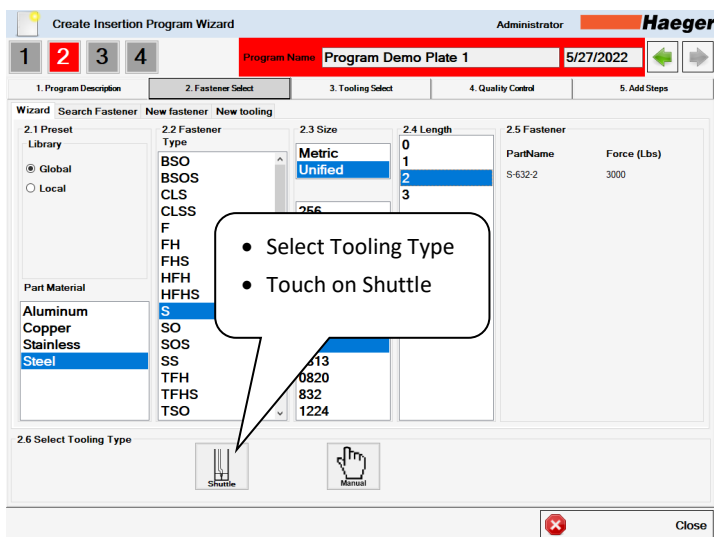 Create Insertion Program Wizard
Administrator
Haeger
1 2 3 4
Program Name Program Demo Plate 1 5/27/2022
1. Program Description 2. Fastener Select 3. Tooling Select 4. Quality Control 5. Add Steps
Wizard Search Fastener New fastener New tooling
2.1 Preset
Library
Global
Local
Part Material
Aluminum
Copper
Stainless
Steel
2.2 Fastener
Type
BSO
BSOS
CLS
CLSS
F
FH
FHS
HFH
HFHS
S
SO
SOS
SS
TFH
TFHS
TSO
2.3 Size
Metric
Unified
256
0820
832
1224
2.4 Length
0
1
2
3
2.5 Fastener
PartName Force (Lbs)
S-632-2 3000
• Select Tooling Type
• Touch on Shuttle
2.6 Select Tooling Type
Shuttle
Manual
Close